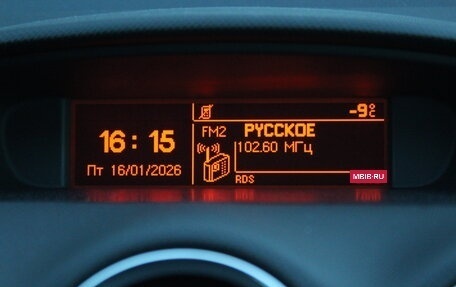 -9°C
16:15
FM2 РУССКОЕ
102.60 МГц
Пт 16/01/2026
RDS
MBIB.RU